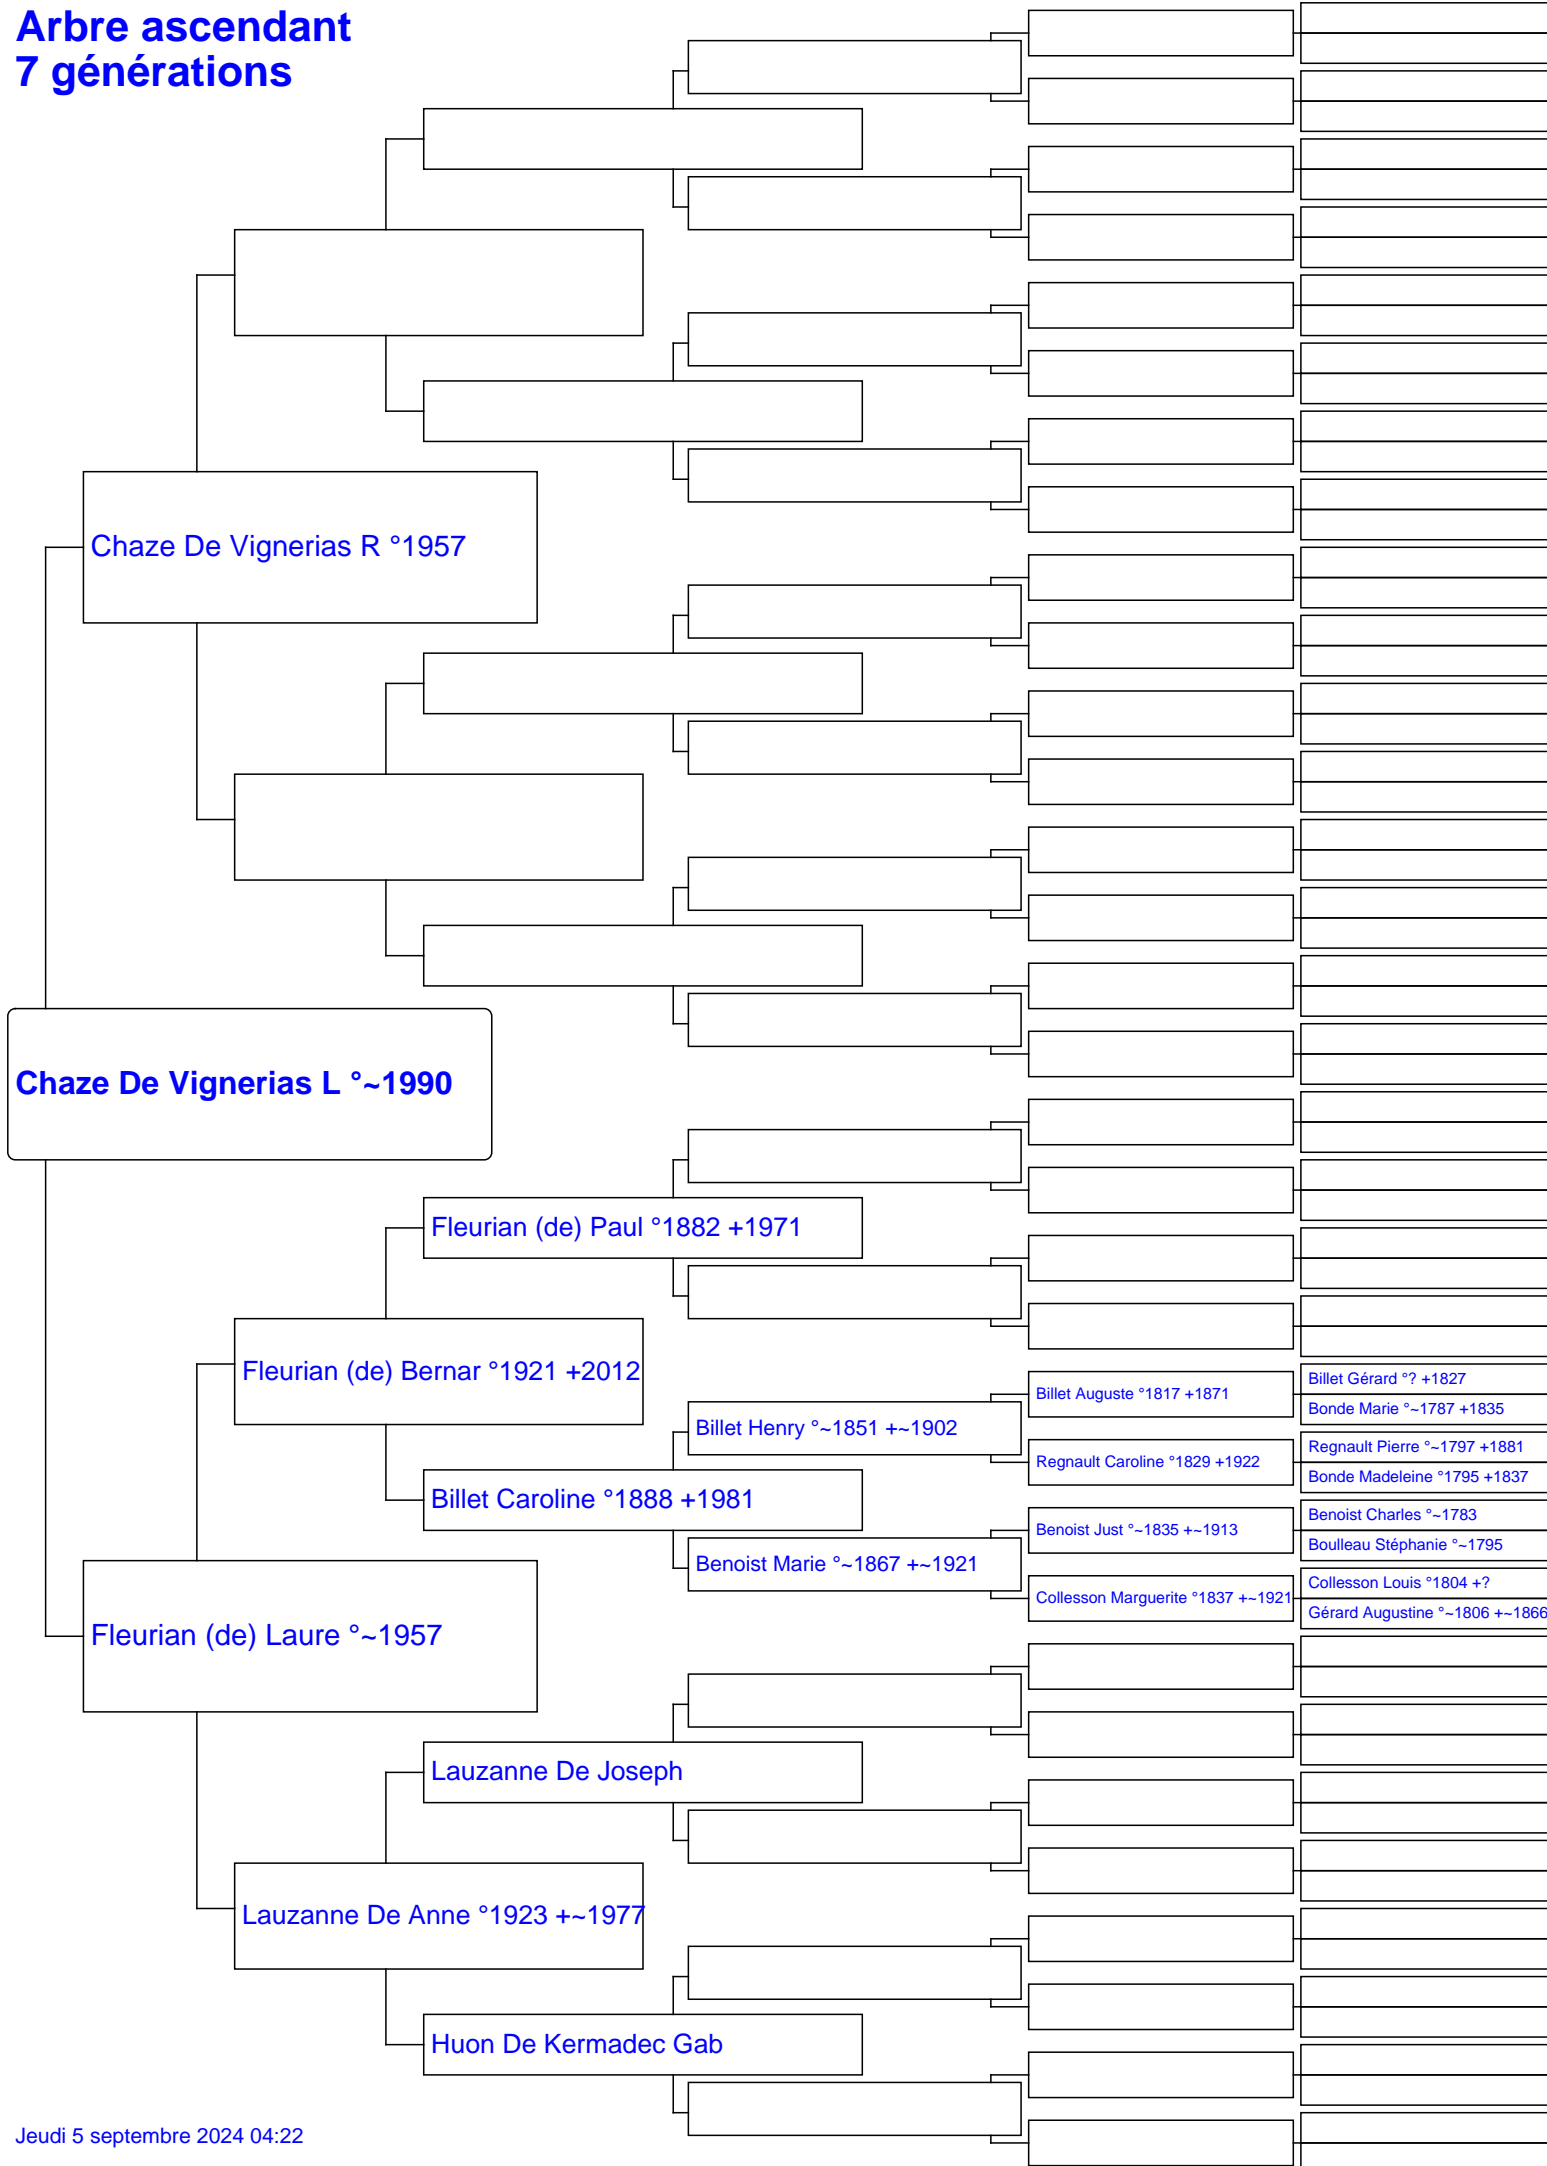 Arbre ascendant
7 générations
Chaze De Vignerias R °1957
Chaze De Vignerias L °~1990
Fleurian (de) Paul °1882 +1971
Fleurian (de) Bernar °1921 +2012
Billet Gérard °? +1827
Billet Auguste °1817 +1871
Bonde Marie °~1787 +1835
Billet Henry °~1851 +~1902
Regnault Pierre °~1797 +1881
Regnault Caroline °1829 +1922
Bonde Madeleine °1795 +1837
Billet Caroline °1888 +1981
Benoist Charles °~1783
Benoist Just °~1835 +~1913
Boulleau Stéphanie °~1795
Benoist Marie °~1867 +~1921
Collesson Louis °1804 +?
Collesson Marguerite °1837 +~1921
Gérard Augustine °~1806 +~1866
Fleurian (de) Laure °~1957
Lauzanne De Joseph
Lauzanne De Anne °1923 +~1977
Huon De Kermadec Gab
Jeudi 5 septembre 2024 04:22